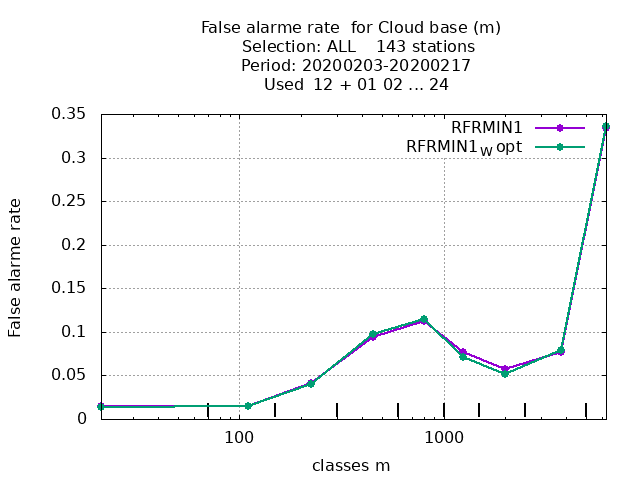 False alarme rate  for Cloud base (m)
Selection: ALL    143 stations
Period: 20200203-20200217
Used  12 + 01 02 ... 24
RFRMIN1
RFRMIN1W opt
0.35
0.3
0.25
0.2
0.15
0.1
0.05
0
False alarme rate
100
1000
classes m